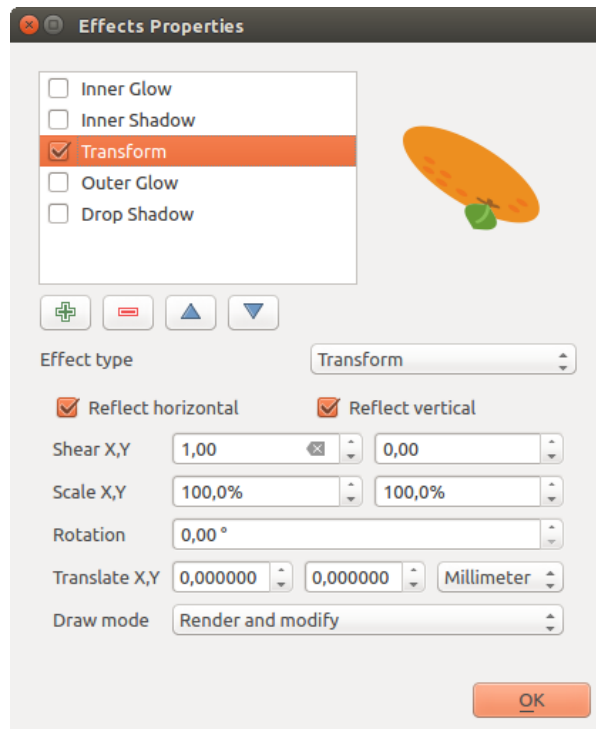 Effects Properties
Inner Glow
Inner Shadow
Transform
Outer Glow
Drop Shadow
Effect type Transform
Reflect horizontal Reflect vertical
Shear X,Y 1,00 0,00
Scale X,Y 100,0% 100,0%
Rotation 0,00 °
Translate X,Y 0,000000 0,000000 Millimeter
Draw mode Render and modify
OK